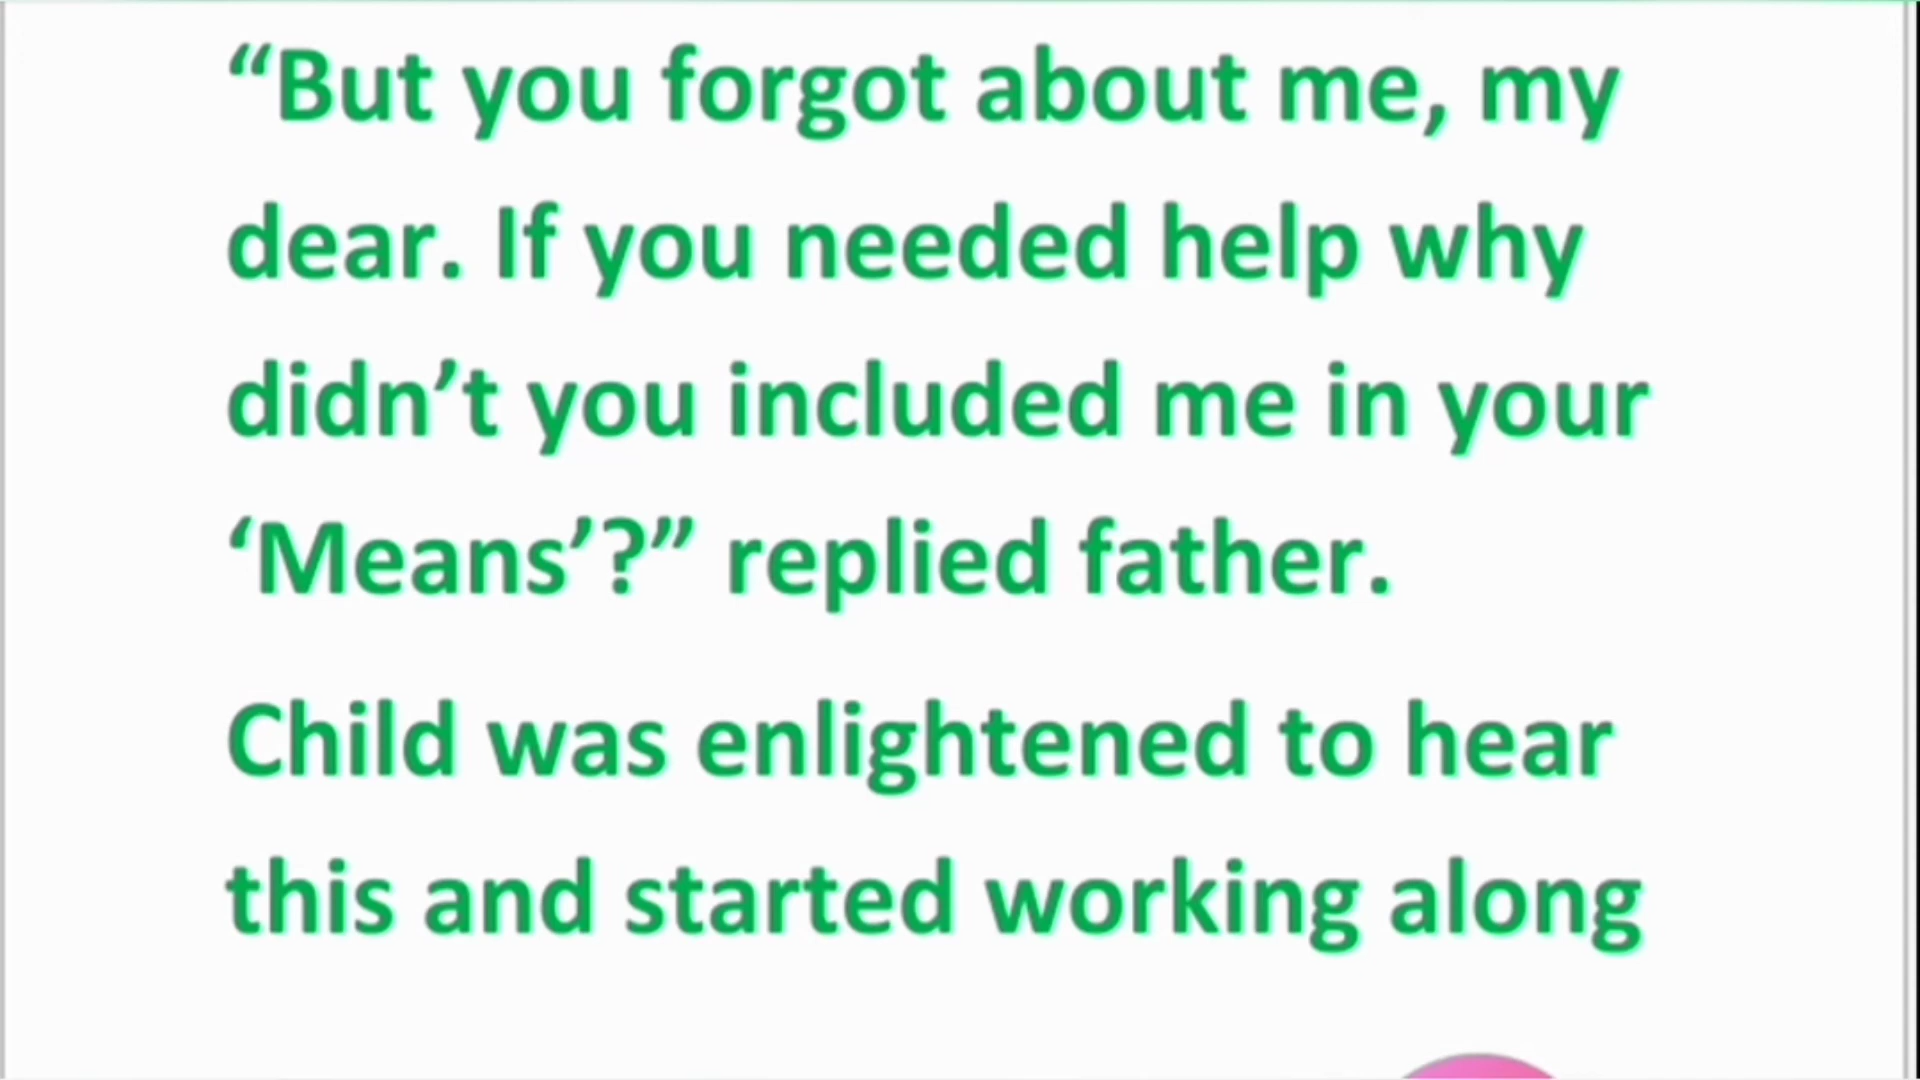 “But you forgot about me, my
dear. If you needed help why
didn’t you included me in your
‘Means’?” replied father.
Child was enlightened to hear
this and started working along